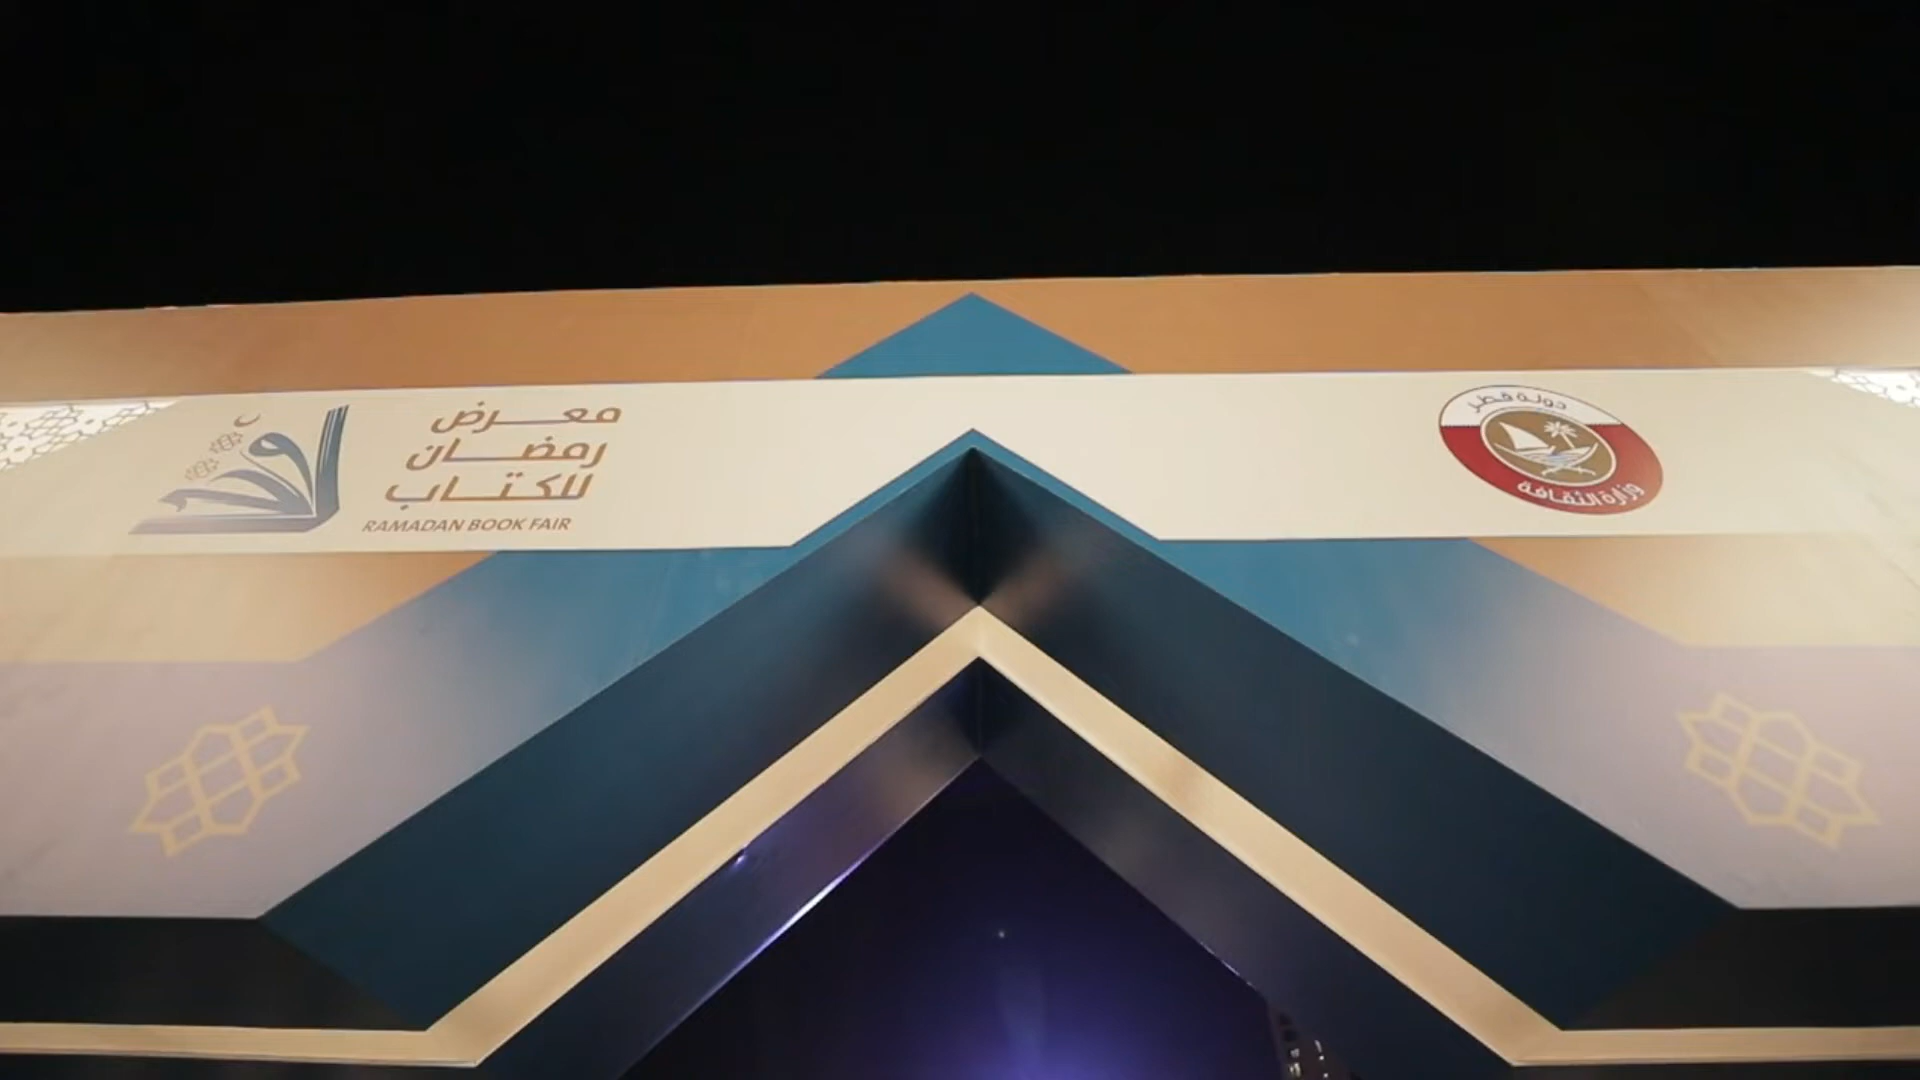 معرض
رمضان
للكتاب
RAMADAN BOOK FAIR
دولة قطر
وزارة الثقافة